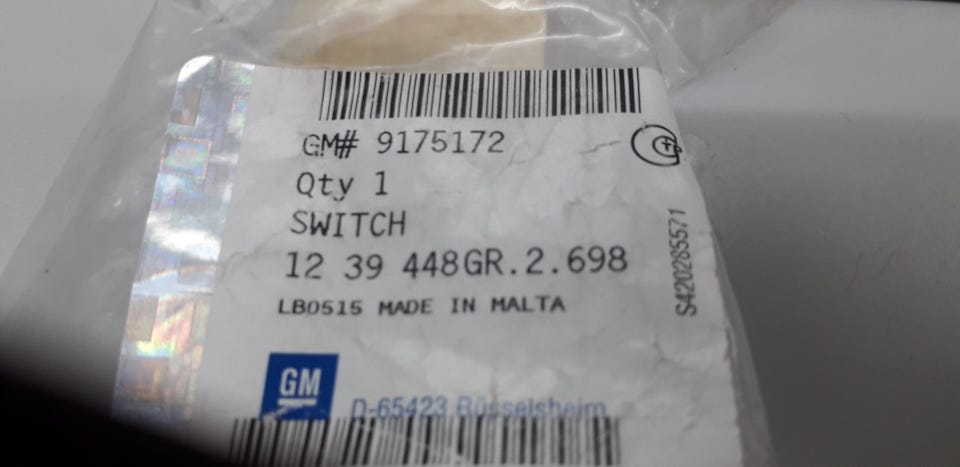 GM# 9175172
Qty 1
SWITCH
12 39 448GR.2.698
LB0515 MADE IN MALTA
S420285571
GM
D-65423 Rüsselsheim